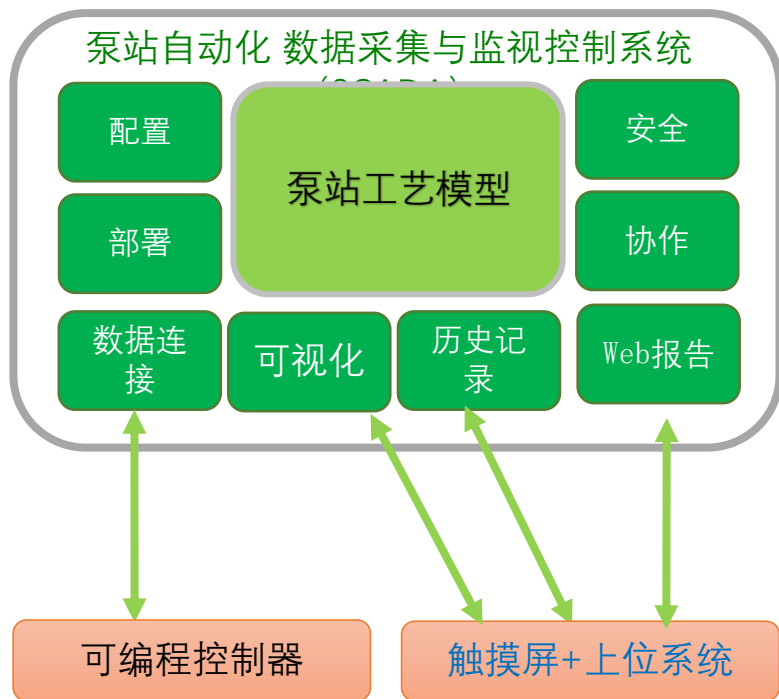 泵站自动化 数据采集与监视控制系统
(SCADA)
配置
泵站工艺模型
安全
部署
协作
数据连
接
可视化
历史记
录
Web报告
可编程控制器
触摸屏+上位系统